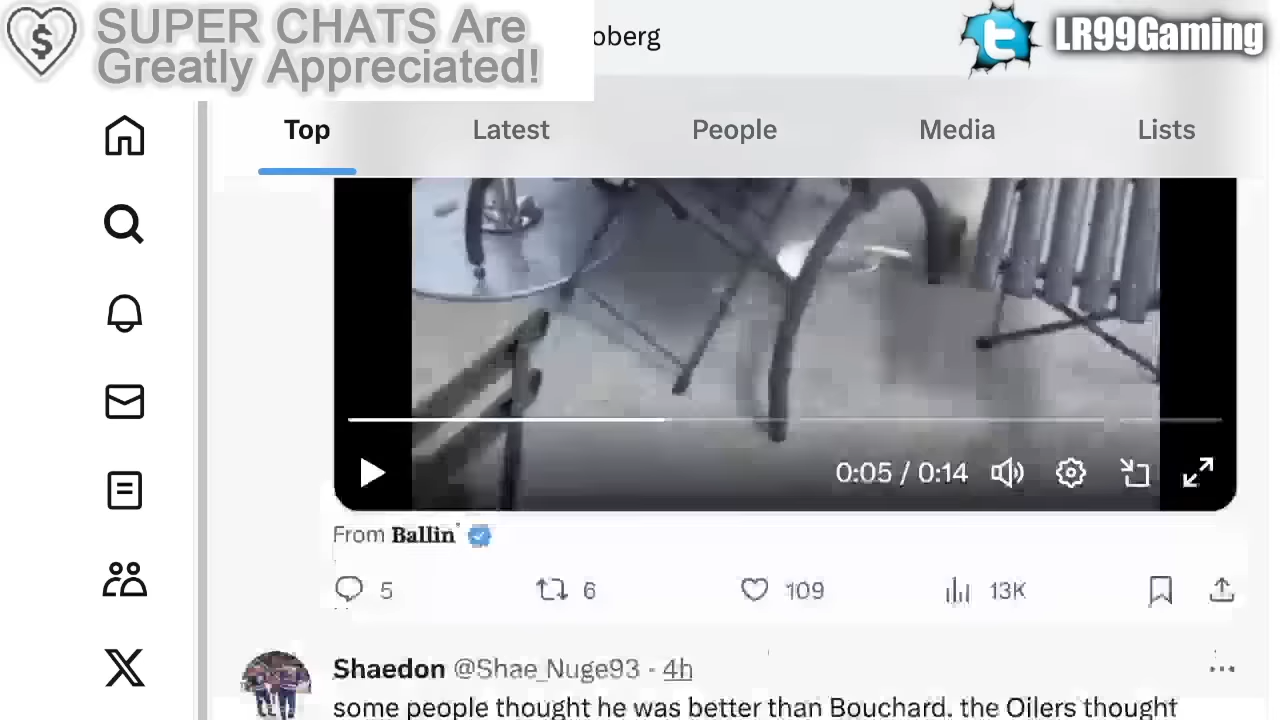 SUPER CHATS Are
Greatly Appreciated!
oberg
LR99Gaming
Top
Latest
People
Media
Lists
0:05 / 0:14
From Ballin
5
6
109
13K
Shaedon @Shae_Nuge93 · 4h
some people thought he was better than Bouchard. the Oilers thought